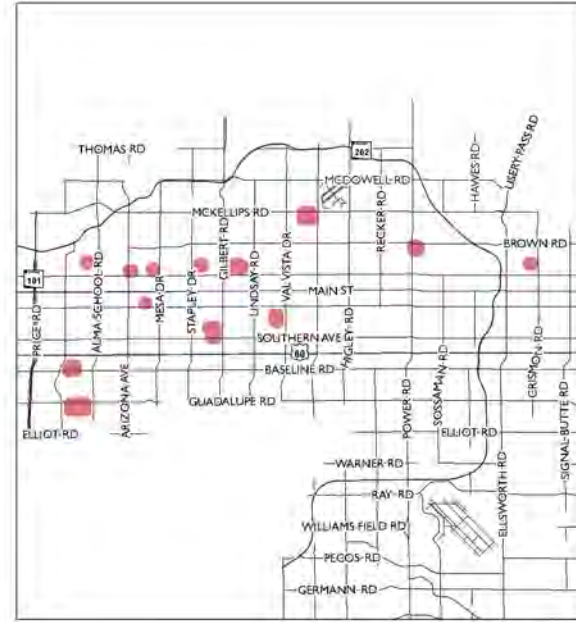 THOMAS RD
202
MCDOWELL RD
HAWES RD
USERY PASS RD
MCKELLIPS RD
GILBERT RD
RECKER RD
BROWN RD
101
PRICE RD
ALMA SCHOOL RD
MESA DR
STAPLEY DR
LINDSAY RD
VAL VISTA DR
MAIN ST
HIGLEY RD
SOUTHERN AVE
60
BASELINE RD
ARIZONA AVE
GUADALUPE RD
POWER RD
SOSSAMAN RD
CRISMON RD
ELLIOT RD
ELLIOT RD
SIGNAL BUTTE RD
WARNER RD
ELLSWORTH RD
RAY RD
WILLIAMS FIELD RD
PECOS RD
GERMANN RD